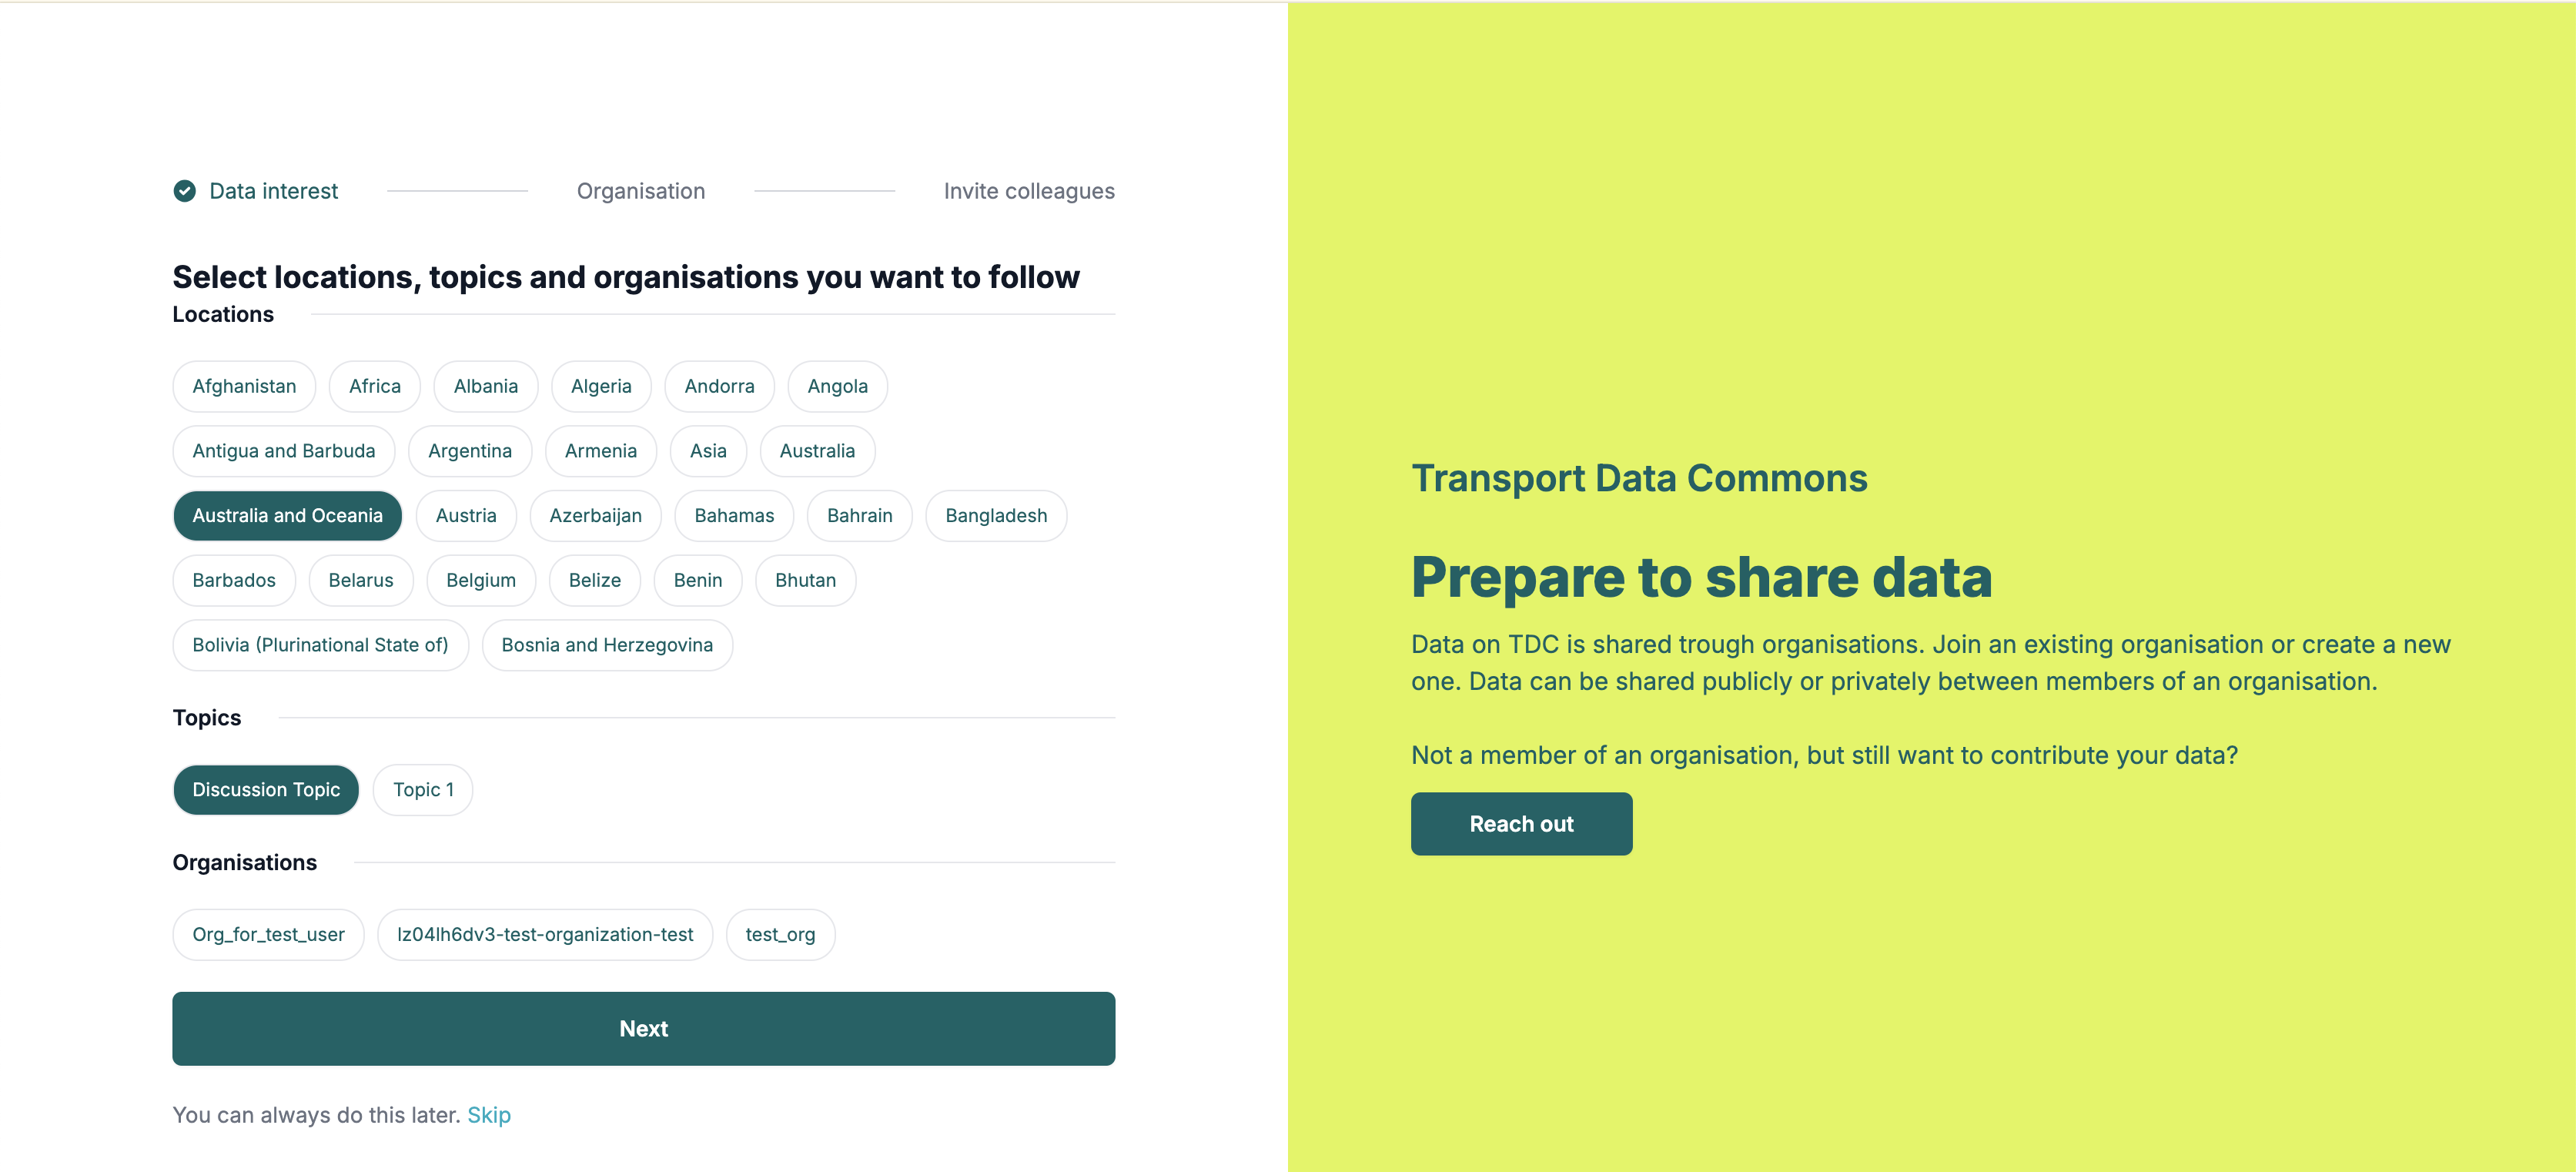 Data interest
Organisation
Invite colleagues
Select locations, topics and organisations you want to follow
Locations
Afghanistan
Africa
Albania
Algeria
Andorra
Angola
Antigua and Barbuda
Argentina
Armenia
Asia
Australia
Australia and Oceania
Austria
Azerbaijan
Bahamas
Bahrain
Bangladesh
Barbados
Belarus
Belgium
Belize
Benin
Bhutan
Bolivia (Plurinational State of)
Bosnia and Herzegovina
Topics
Discussion Topic
Topic 1
Organisations
Org_for_test_user
lz04lh6dv3-test-organization-test
test_org
Next
You can always do this later. Skip
Transport Data Commons
Prepare to share data
Data on TDC is shared trough organisations. Join an existing organisation or create a new
one. Data can be shared publicly or privately between members of an organisation.
Not a member of an organisation, but still want to contribute your data?
Reach out